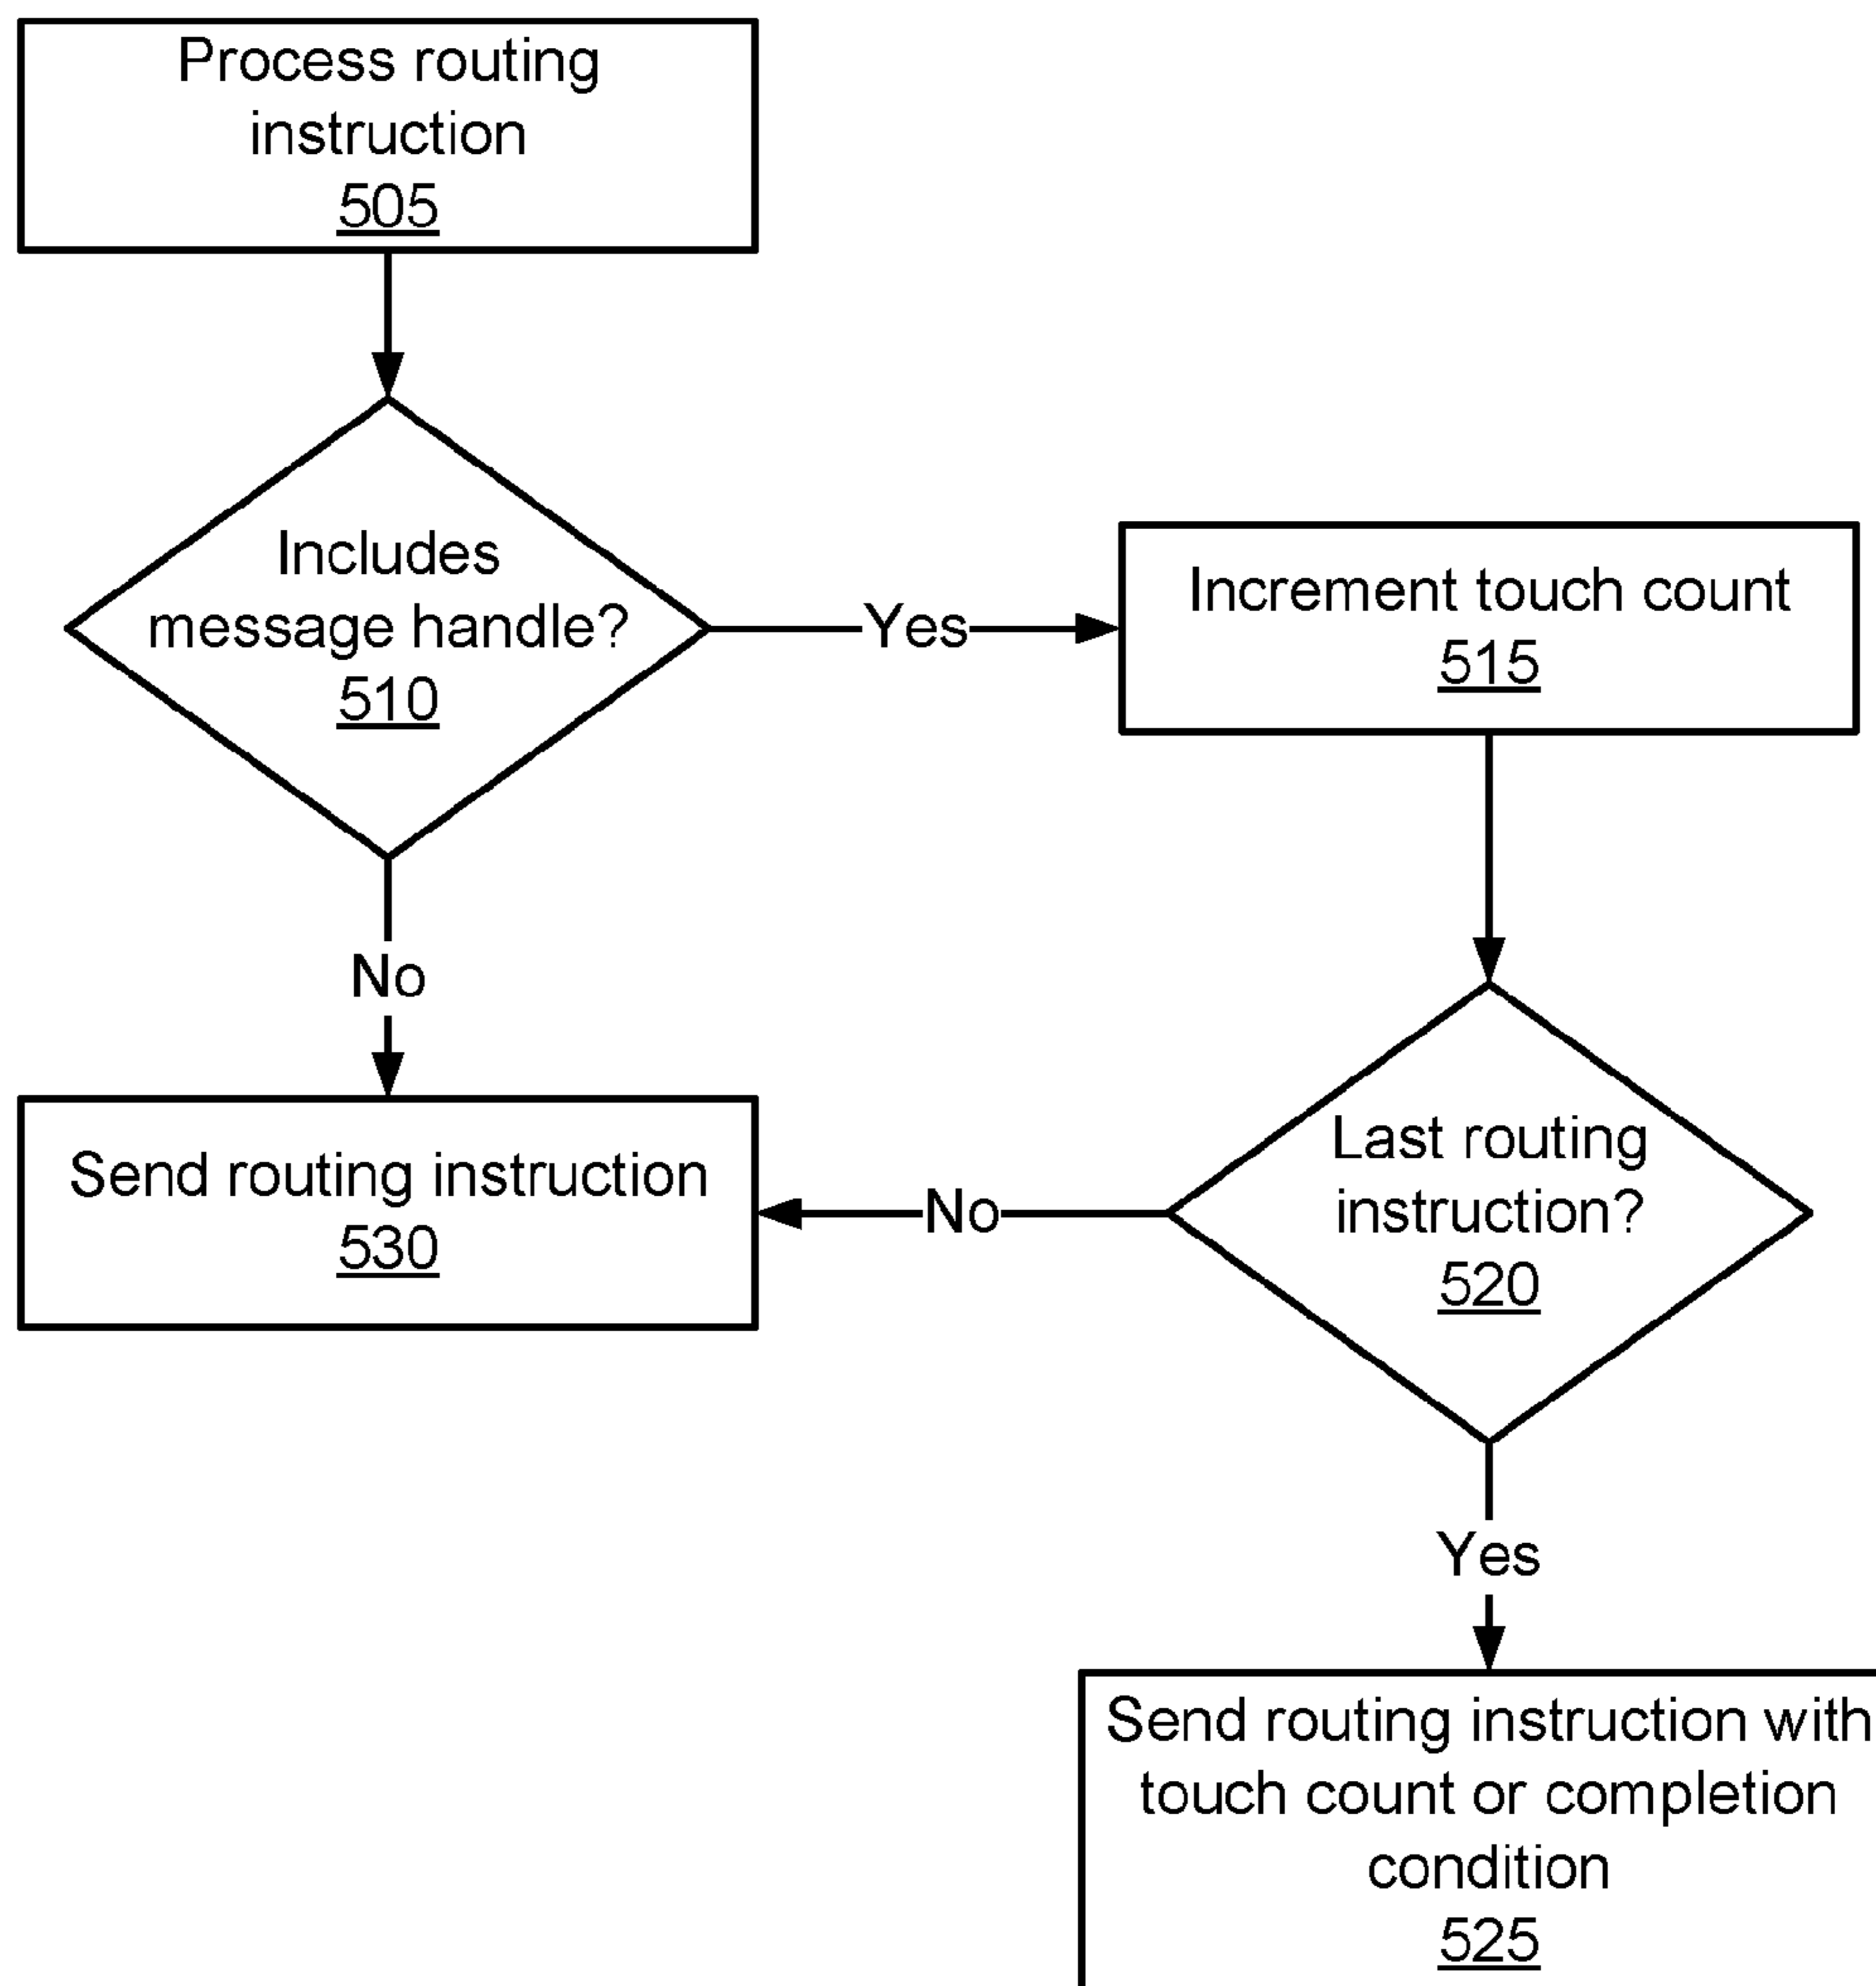 Process routing
instruction
505
Includes
message handle?
510
Yes
Increment touch count
515
No
Send routing instruction
530
No
Last routing
instruction?
520
Yes
Send routing instruction with
touch count or completion
condition
525